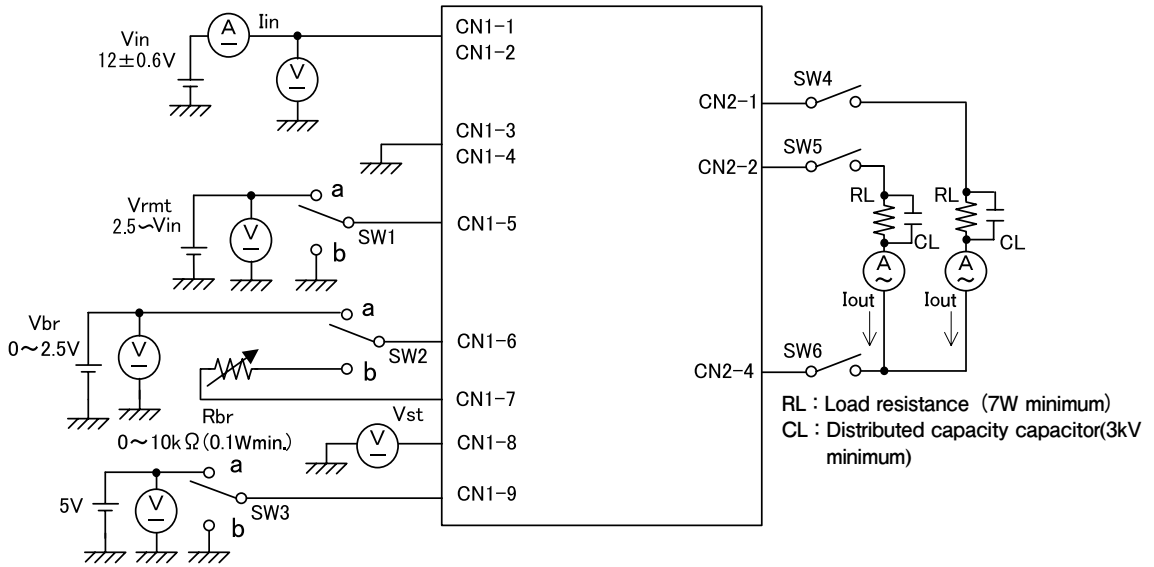 Vin
12±0.6V
A
Iin
V
CN1-1
CN1-2
CN1-3
CN1-4
Vrmt
2.5～Vin
V
a
b
SW1
CN1-5
Vbr
0～2.5V
V
a
b
SW2
CN1-6
Rbr
0～10kΩ(0.1Wmin.)
CN1-7
Vst
V
CN1-8
5V
V
a
b
SW3
CN1-9
CN2-1
SW4
CN2-2
SW5
RL
CL
A
Iout
RL
CL
A
Iout
CN2-4
SW6
RL : Load resistance (7W minimum)
CL : Distributed capacity capacitor(3kV
minimum)